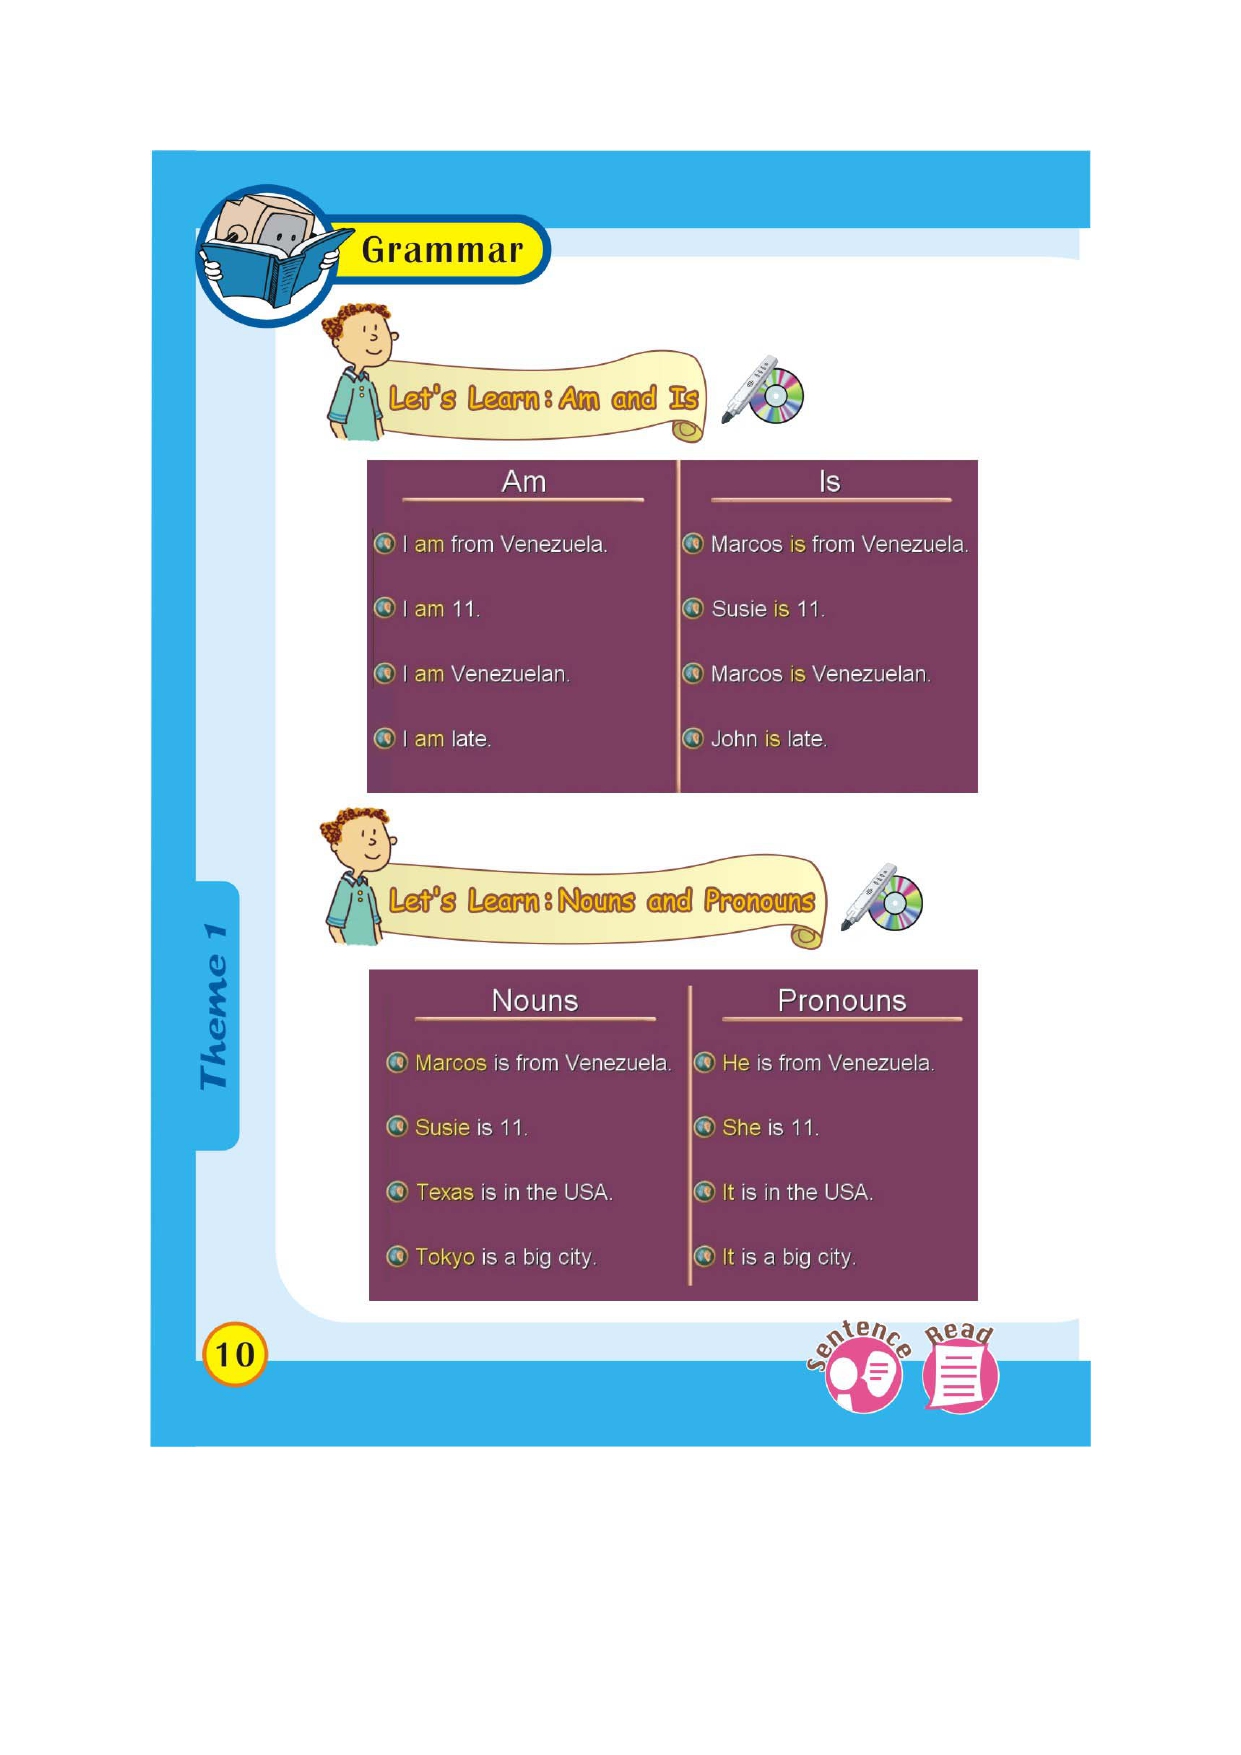 Grammar
Let's Learn : Am and Is
Am
I am from Venezuela.
I am 11.
I am Venezuelan.
I am late.
Is
Marcos is from Venezuela.
Susie is 11.
Marcos is Venezuelan.
John is late.
Let's Learn : Nouns and Pronouns
Nouns
Marcos is from Venezuela.
Susie is 11.
Texas is in the USA.
Tokyo is a big city.
Pronouns
He is from Venezuela.
She is 11.
It is in the USA.
It is a big city.
Theme 1
10
Sentence
Read